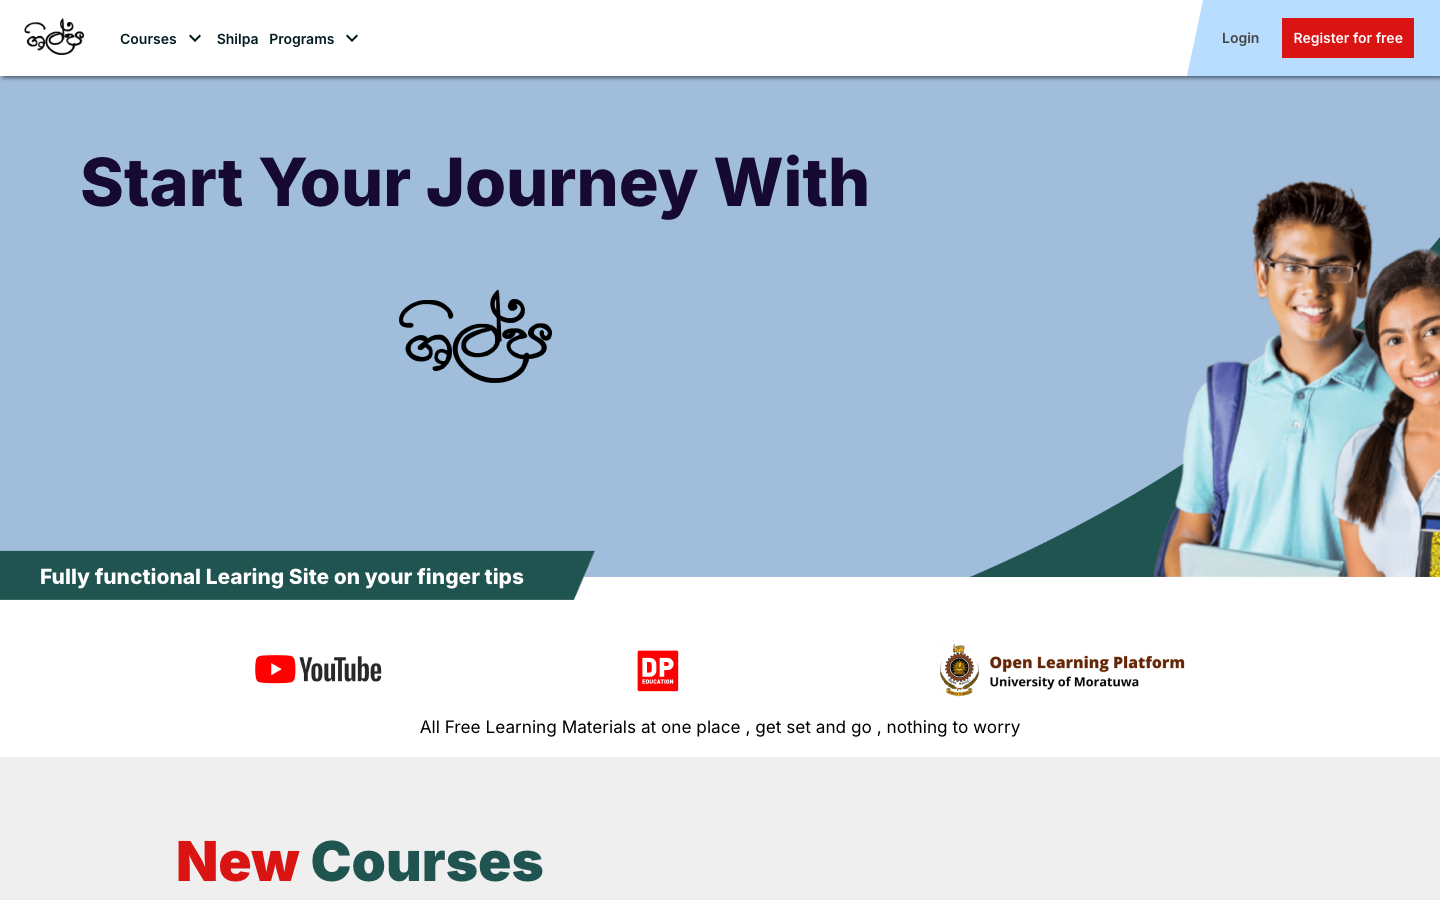 ශිල්ප
Courses Shilpa Programs
Login
Register for free
Start Your Journey With
ශිල්ප
Fully functional Learing Site on your finger tips
YouTube
DP
EDUCATION
Open Learning Platform
University of Moratuwa
All Free Learning Materials at one place , get set and go , nothing to worry
New Courses